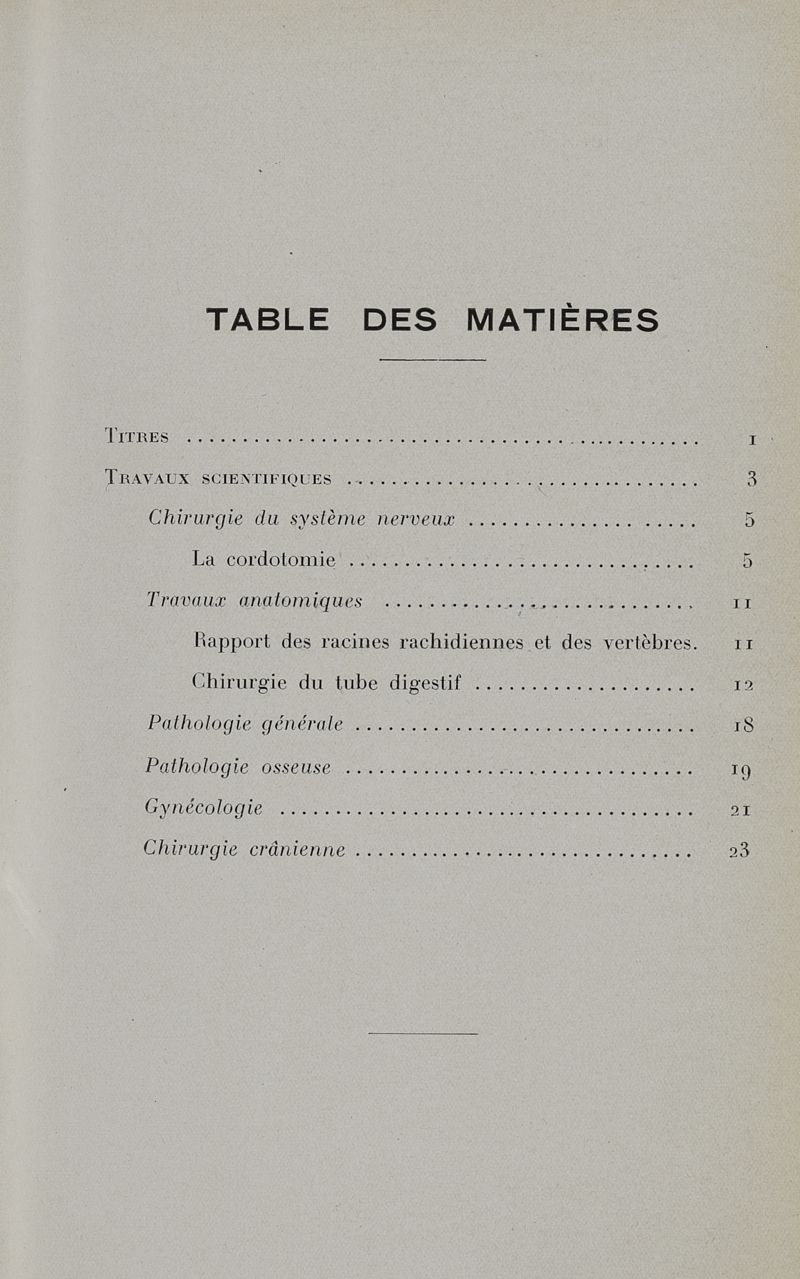 TABLE DES MATIÈRES
TITRES ........................................ 1
TRAVAUX SCIENTIFIQUES ........................................ 3
Chirurgie du système nerveux ........................................ 5
La cordotomie ........................................ 5
Travaux anatomiques ........................................ 11
Rapport des racines rachidiennes et des vertèbres. 11
Chirurgie du tube digestif ........................................ 12
Pathologie générale ........................................ 18
Pathologie osseuse ........................................ 19
Gynécologie ........................................ 21
Chirurgie crânienne ........................................ 23